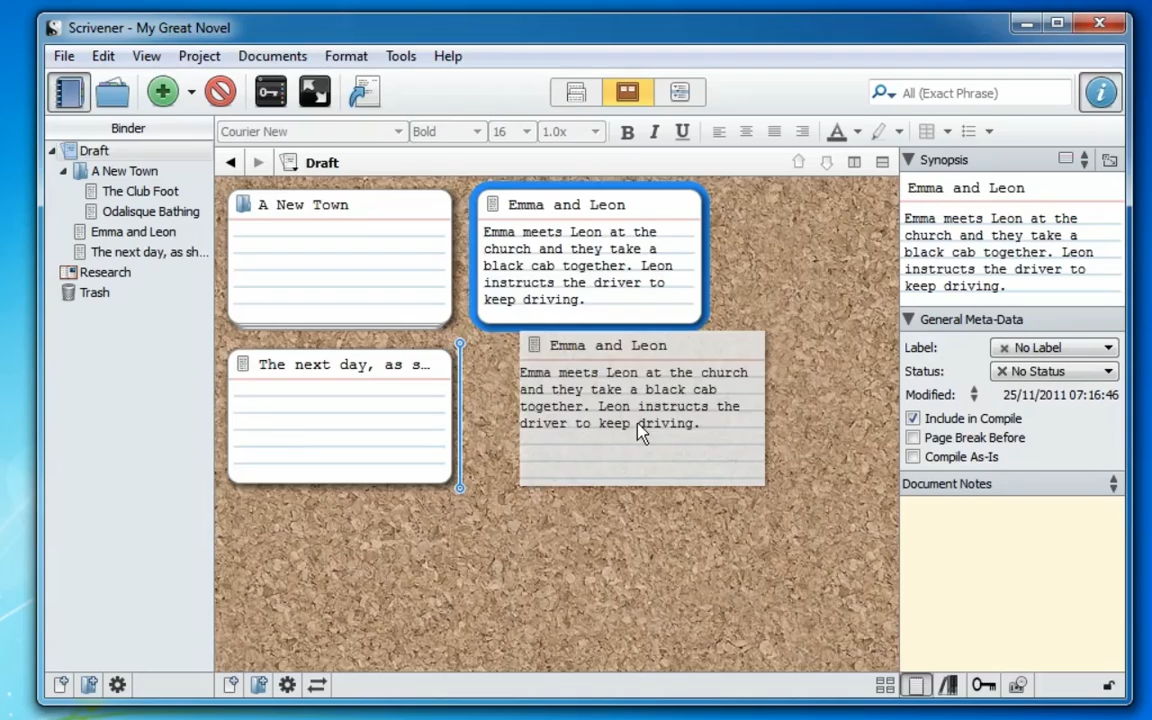 Scrivener - My Great Novel
File Edit View Project Documents Format Tools Help
All (Exact Phrase)
Binder
Courier New Bold 16 1.0x B I U A
Draft
A New Town
The Club Foot
Odalisque Bathing
Emma and Leon
The next day, as sh...
Research
Trash
Draft
A New Town
Emma and Leon
Emma meets Leon at the
church and they take a
black cab together. Leon
instructs the driver to
keep driving.
The next day, as s...
Emma and Leon
Emma meets Leon at the church
and they take a black cab
together. Leon instructs the
driver to keep driving.
Synopsis
Emma and Leon
Emma meets Leon at the
church and they take a
black cab together. Leon
instructs the driver to
keep driving.
General Meta-Data
Label: No Label
Status: No Status
Modified: 25/11/2011 07:16:46
Include in Compile
Page Break Before
Compile As-Is
Document Notes